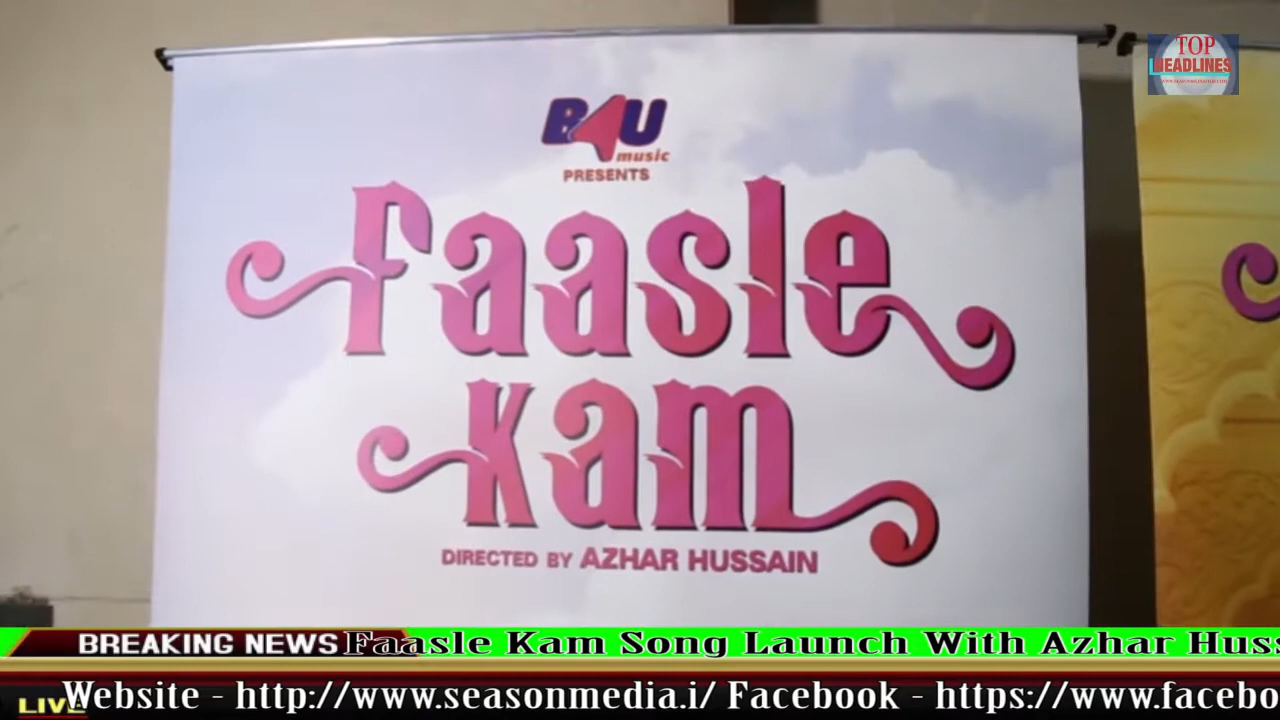 TOP
HEADLINES
B4U
music
PRESENTS
Faasle
Kam
DIRECTED BY AZHAR HUSSAIN
BREAKING NEWS Faasle Kam Song Launch With Azhar Huss
LIVE Website - http://www.seasonmedia.i/ Facebook - https://www.facebo